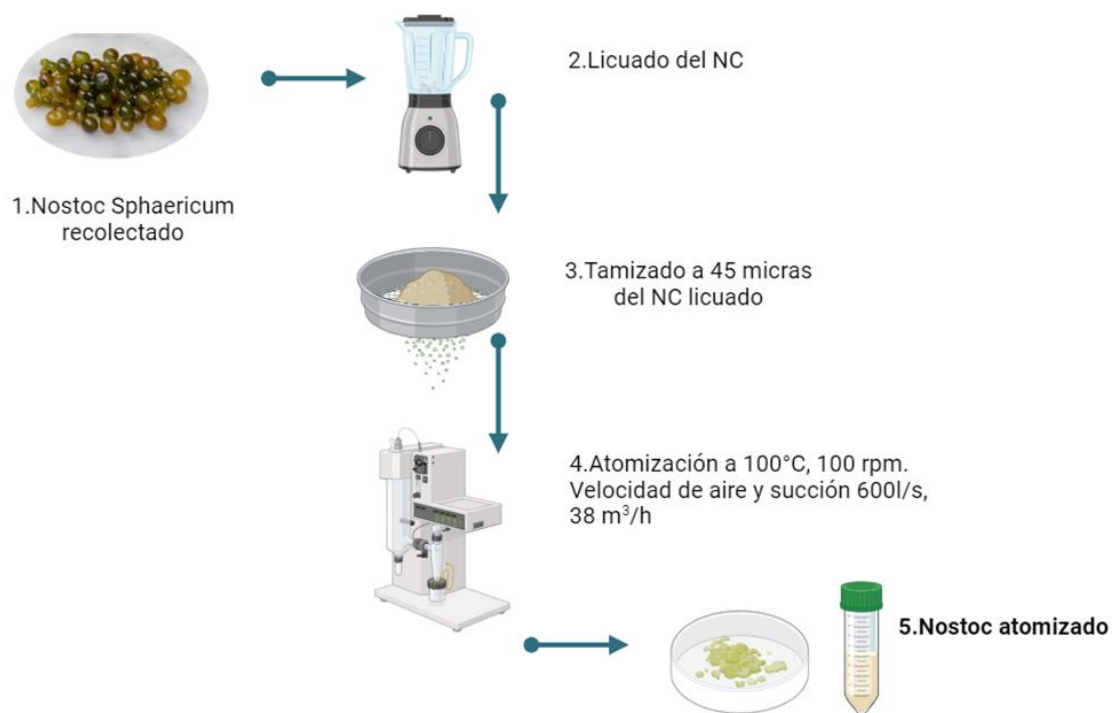 1.Nostoc Sphaericum
recolectado
2.Licuado del NC
3.Tamizado a 45 micras
del NC licuado
4.Atomización a 100°C, 100 rpm.
Velocidad de aire y succión 600l/s,
38 m³/h
5.Nostoc atomizado